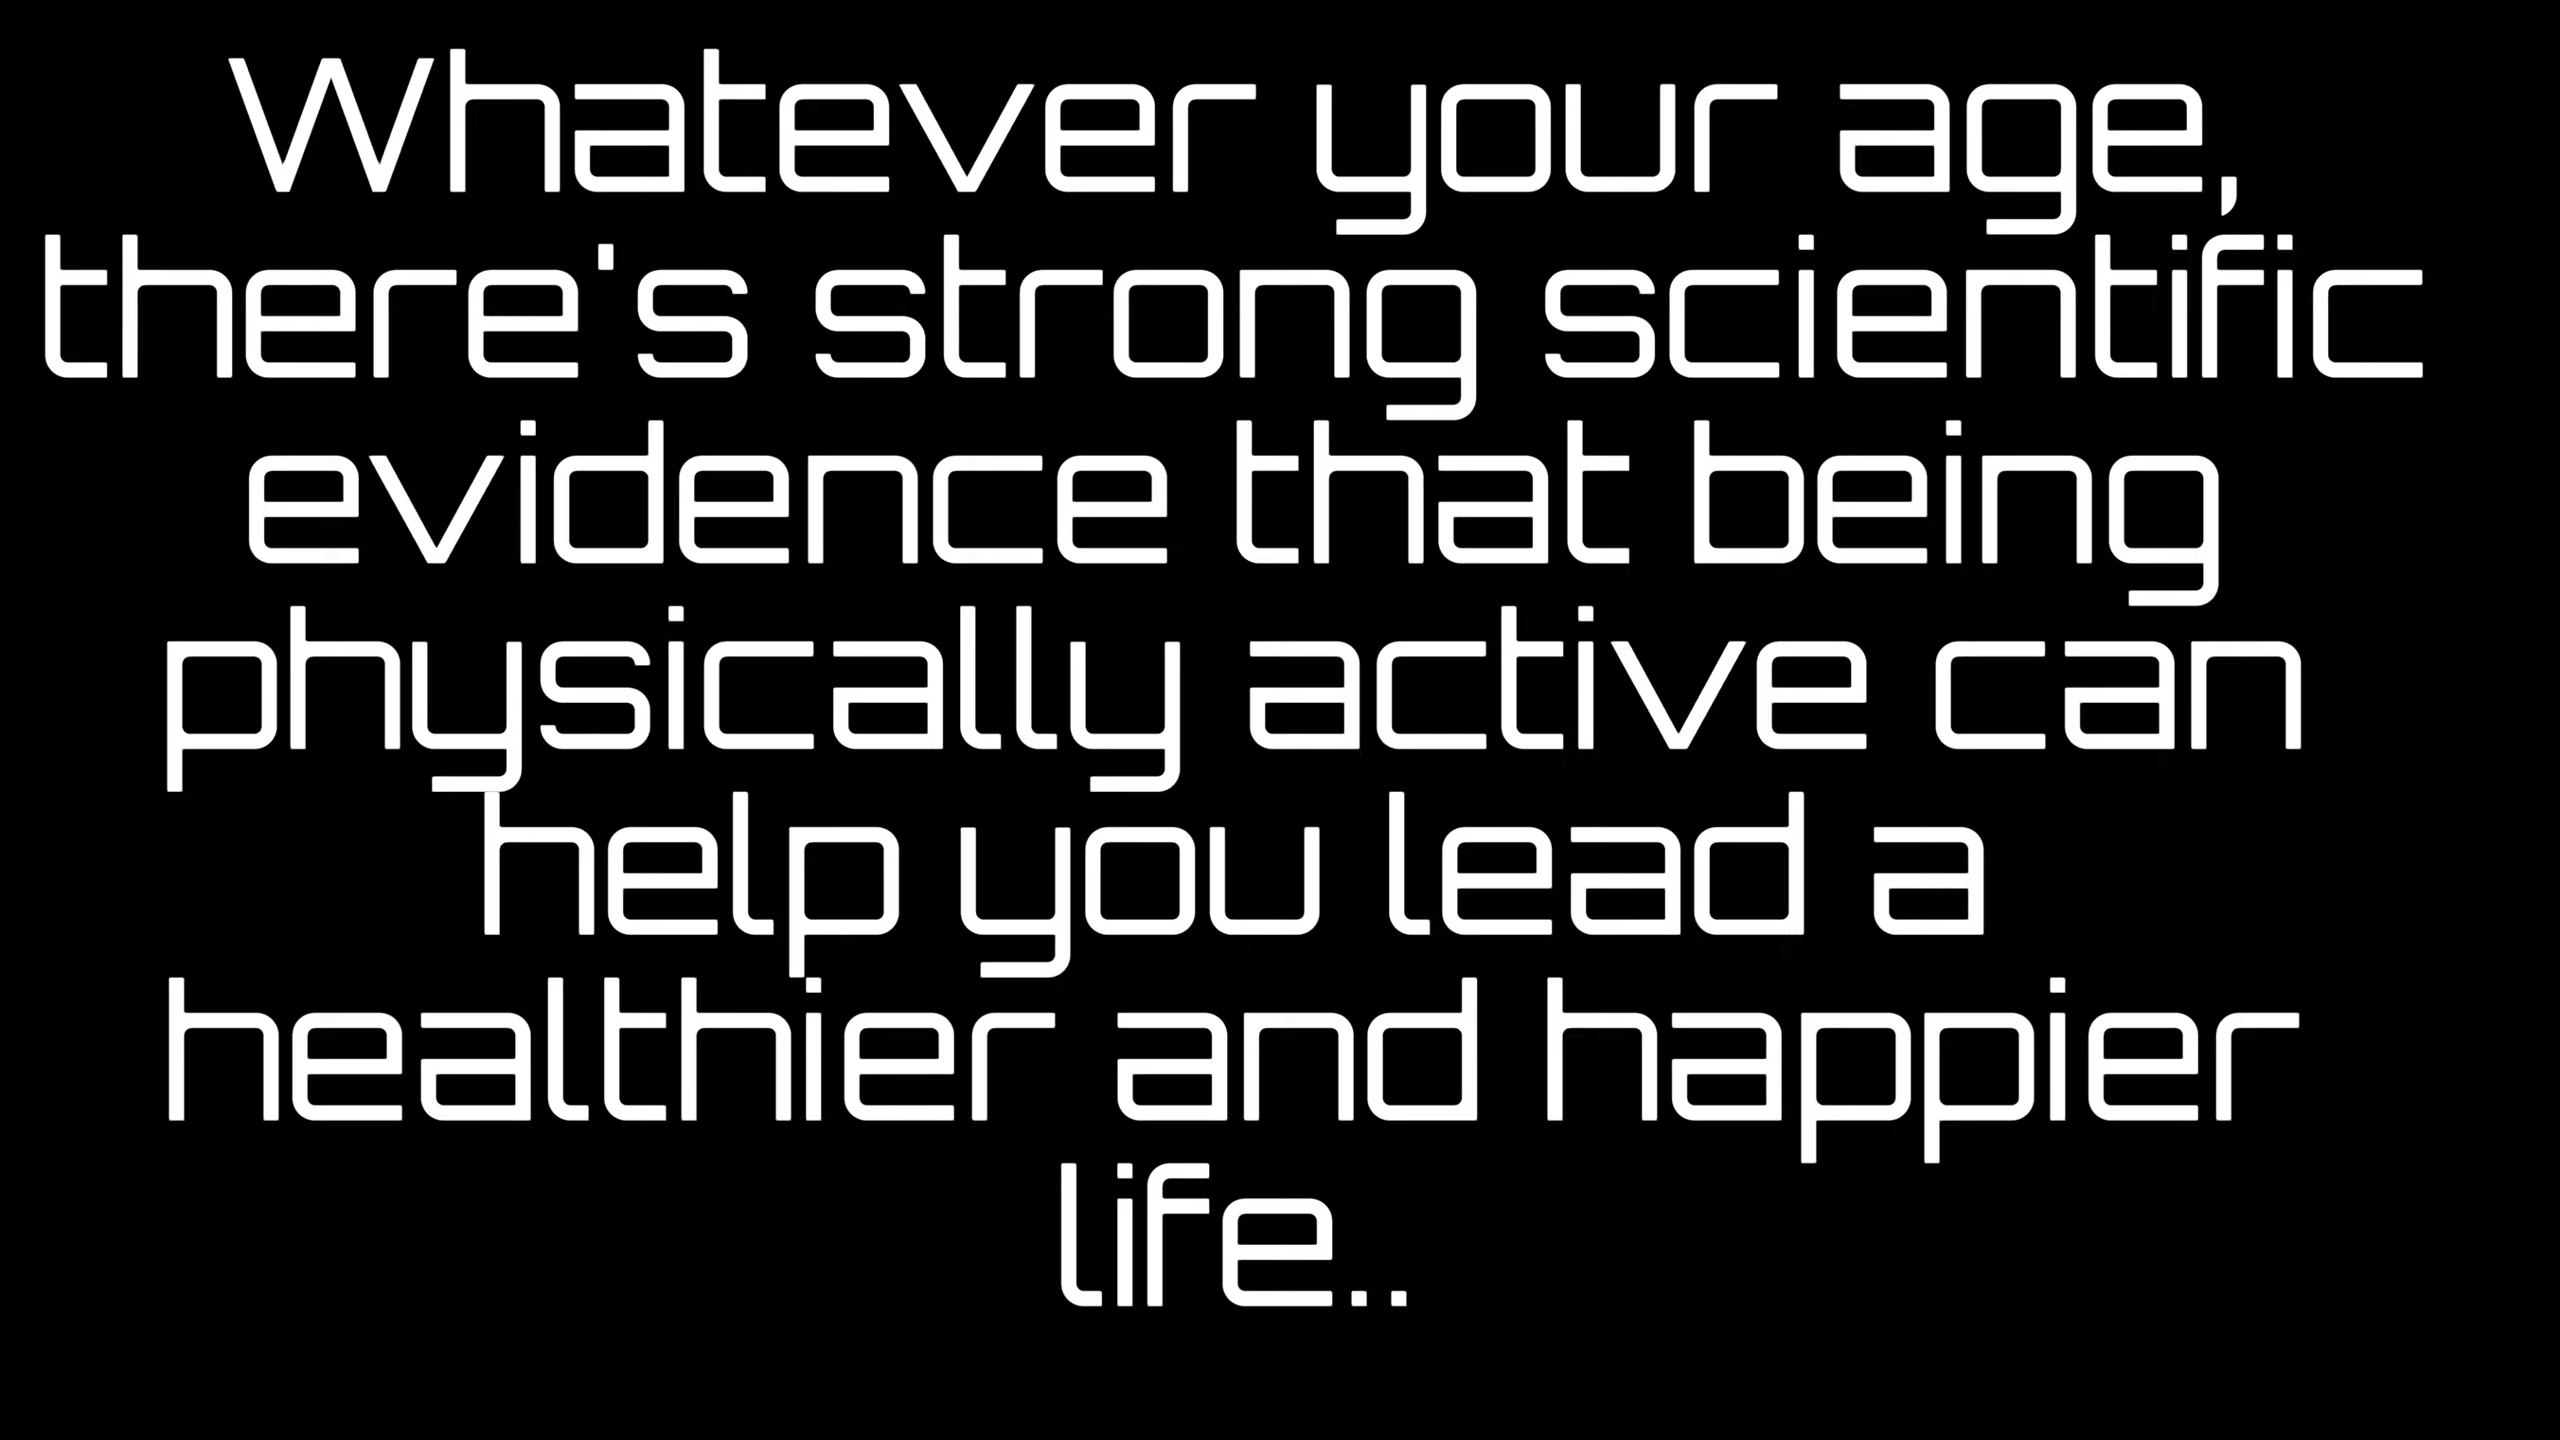 Whatever your age,
there's strong scientific
evidence that being
physically active can
help you lead a
healthier and happier
life..